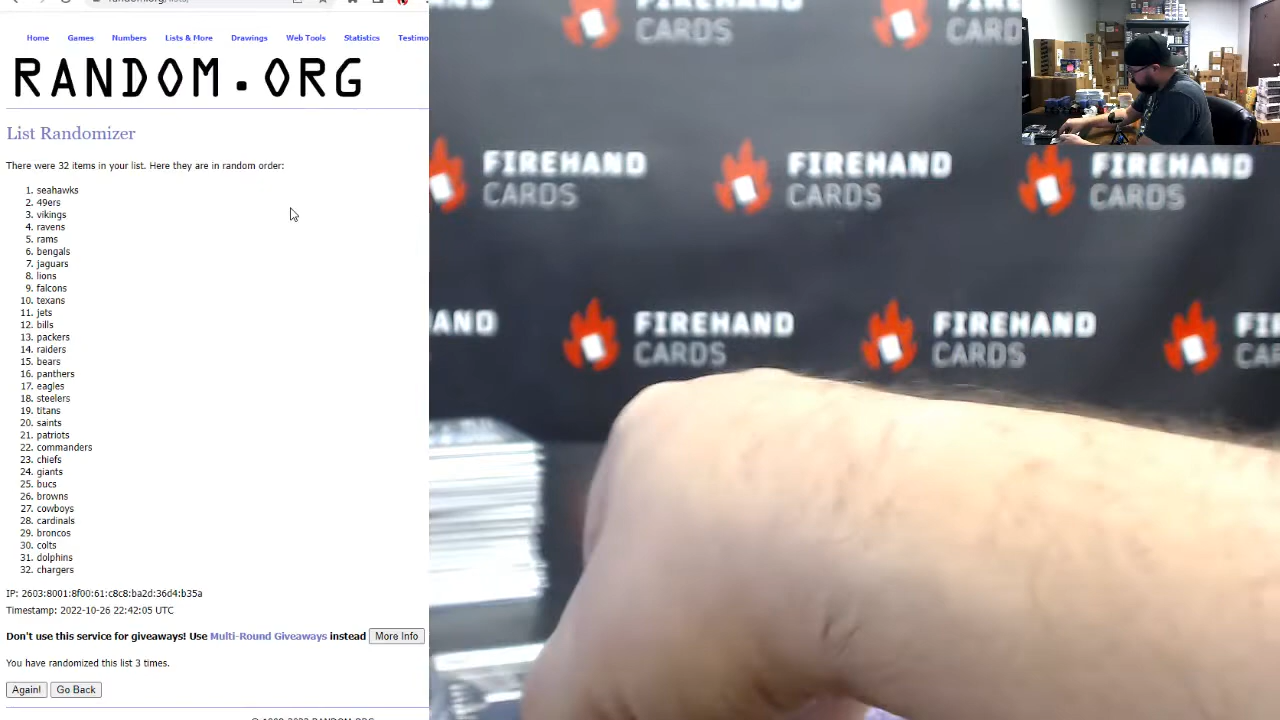 Home Games Numbers Lists & More Drawings Web Tools Statistics Testimo
RANDOM.ORG
List Randomizer
There were 32 items in your list. Here they are in random order:
1. seahawks
2. 49ers
3. vikings
4. ravens
5. rams
6. bengals
7. jaguars
8. lions
9. falcons
10. texans
11. jets
12. bills
13. packers
14. raiders
15. bears
16. panthers
17. eagles
18. steelers
19. titans
20. saints
21. patriots
22. commanders
23. chiefs
24. giants
25. bucs
26. browns
27. cowboys
28. cardinals
29. broncos
30. colts
31. dolphins
32. chargers
IP: 2603:8001:8f00:61:c8c8:ba2d:36d4:b35a
Timestamp: 2022-10-26 22:42:05 UTC
Don't use this service for giveaways! Use Multi-Round Giveaways instead More Info
You have randomized this list 3 times.
Again! Go Back
CARDS
CARDS
FIREHAND
CARDS
FIREHAND
CARDS
FIREHAND
CARDS
AND
FIREHAND
CARDS
FIREHAND
CARDS